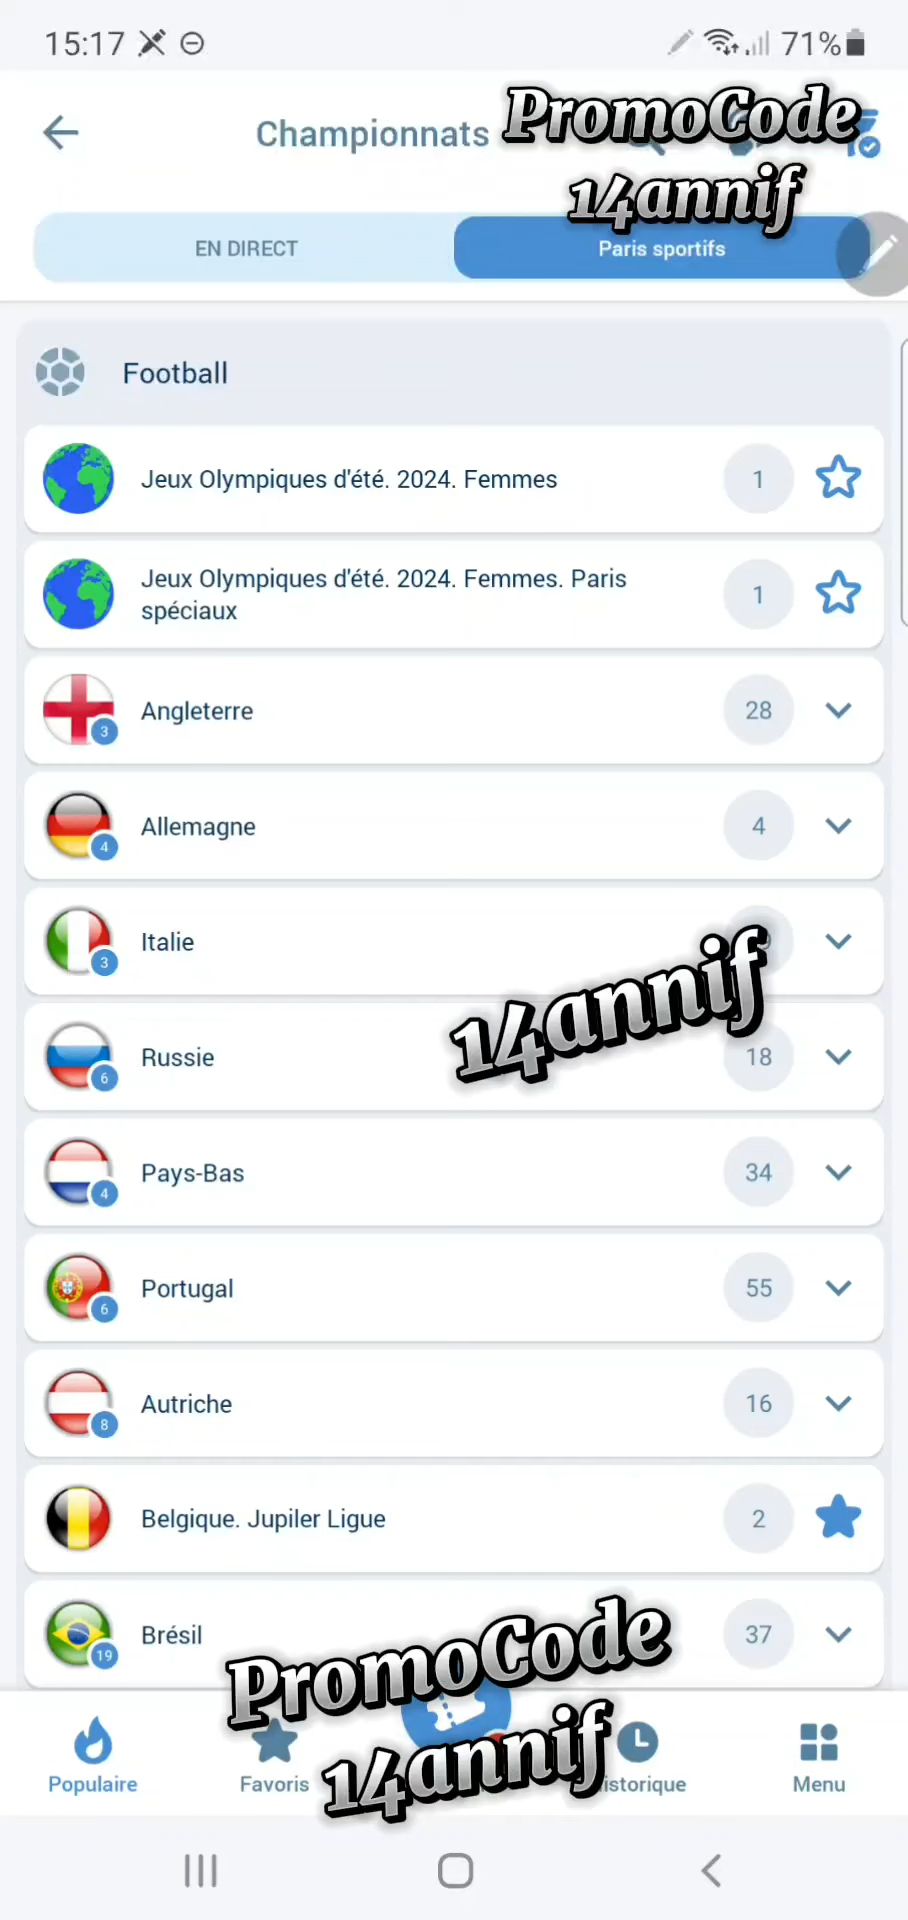 15:17
71%
Championnats
PromoCode
14annif
EN DIRECT
Paris sportifs
Football
Jeux Olympiques d'été. 2024. Femmes
1
Jeux Olympiques d'été. 2024. Femmes. Paris
spéciaux
1
3
Angleterre
28
4
Allemagne
4
3
Italie
14annif
6
Russie
18
4
Pays-Bas
34
6
Portugal
55
8
Autriche
16
Belgique. Jupiler Ligue
2
19
Brésil
37
PromoCode
14annif
Populaire
Favoris
istorique
Menu